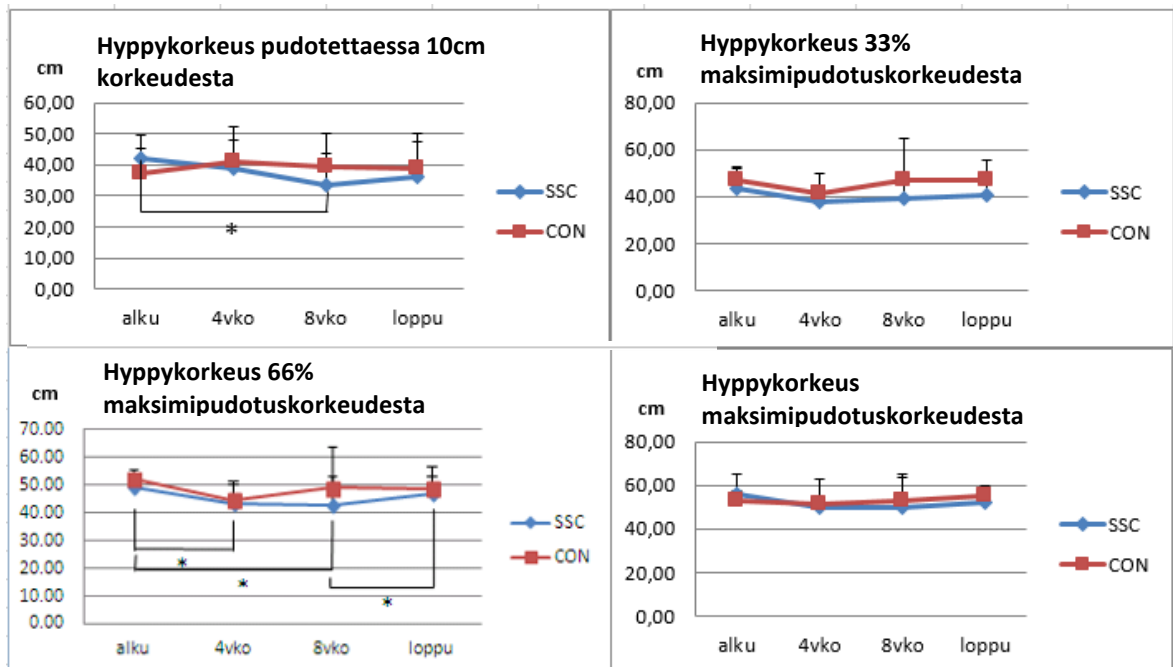 Hyppykorkeus pudotettaessa 10cm
korkeudesta
cm
60,00
50,00
40,00
30,00
20,00
10,00
0,00
*
alku 4vko 8vko loppu
SSC
CON
Hyppykorkeus 33%
maksimipudotuskorkeudesta
cm
80,00
60,00
40,00
20,00
0,00
alku 4vko 8vko loppu
SSC
CON
Hyppykorkeus 66%
maksimipudotuskorkeudesta
cm
70.00
60.00
50.00
40.00
30.00
20.00
10.00
0.00
*
*
*
alku 4vko 8vko loppu
SSC
CON
Hyppykorkeus
maksimipudotuskorkeudesta
cm
80,00
60,00
40,00
20,00
0,00
alku 4vko 8vko loppu
SSC
CON